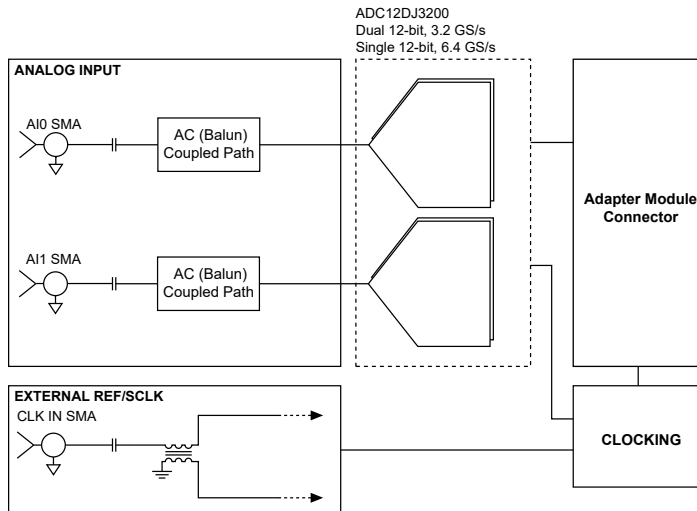 ADC12DJ3200
Dual 12-bit, 3.2 GS/s
Single 12-bit, 6.4 GS/s
ANALOG INPUT
AI0 SMA
AC (Balun)
Coupled Path
Adapter Module
Connector
AI1 SMA
AC (Balun)
Coupled Path
EXTERNAL REF/SCLK
CLK IN SMA
CLOCKING